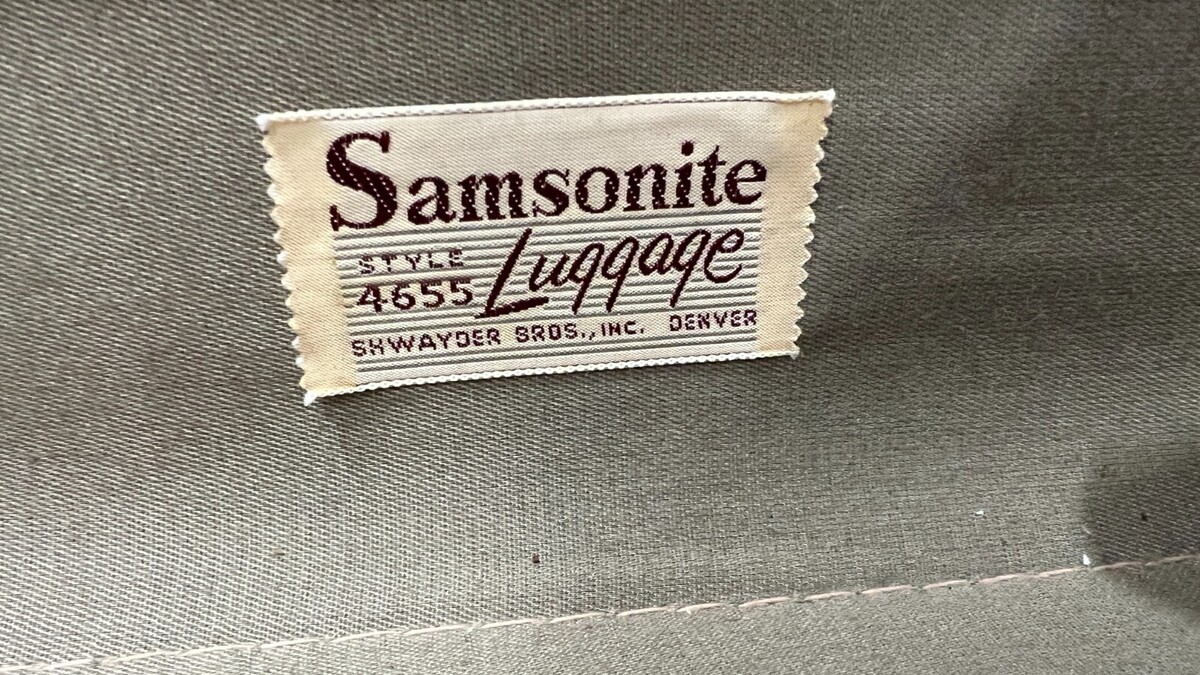 Samsonite
STYLE Luggage
4655
SHWAYDER BROS., INC. DENVER